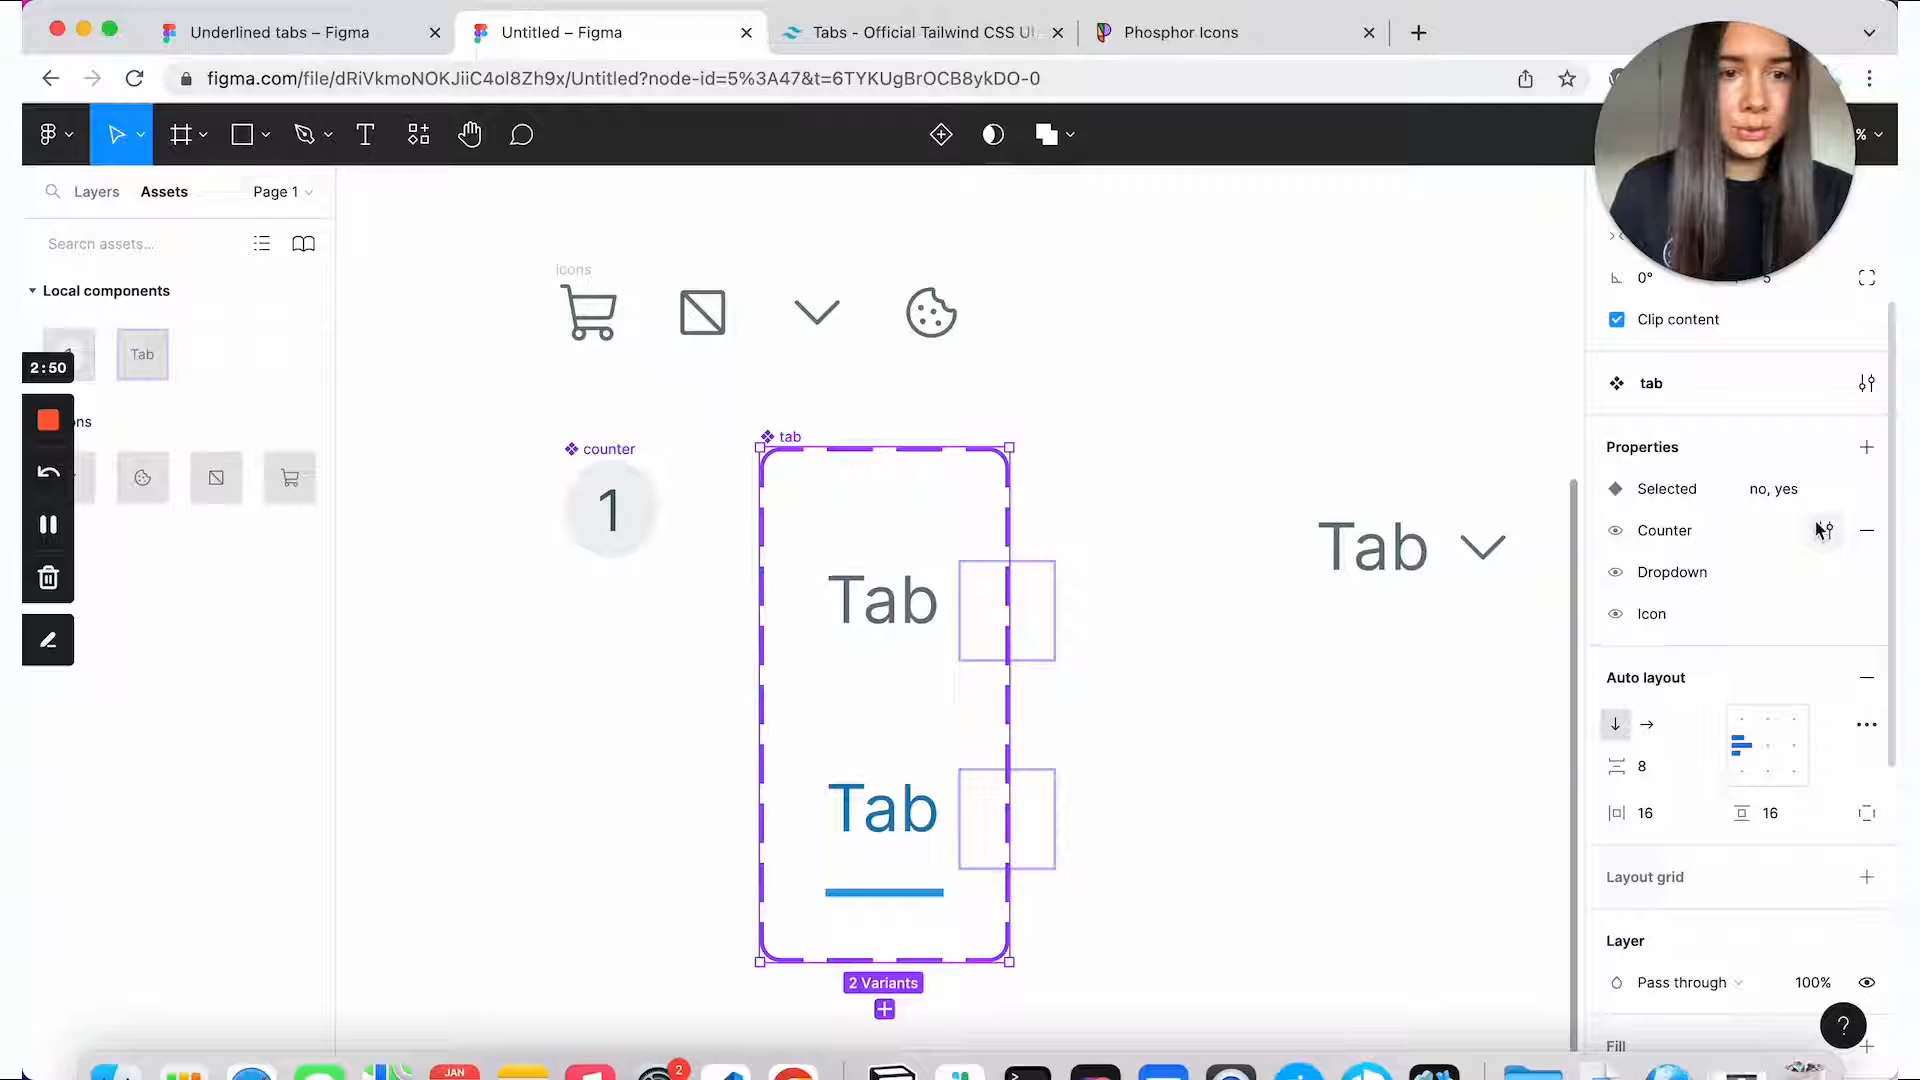 Underlined tabs – Figma
Untitled – Figma
Tabs - Official Tailwind CSS UI
Phosphor Icons
figma.com/file/dRiVkmoNOKJiiC4ol8Zh9x/Untitled?node-id=5%3A47&t=6TYKUgBrOCB8ykDO-0
%
Layers
Assets
Page 1
Search assets...
Local components
Tab
2:50
ons
icons
counter
1
tab
Tab
Tab
2 Variants
Tab
0°
5
Clip content
tab
Properties
Selected
no, yes
Counter
Dropdown
Icon
Auto layout
8
16
16
Layout grid
Layer
Pass through
100%
?
Fill
JAN
2